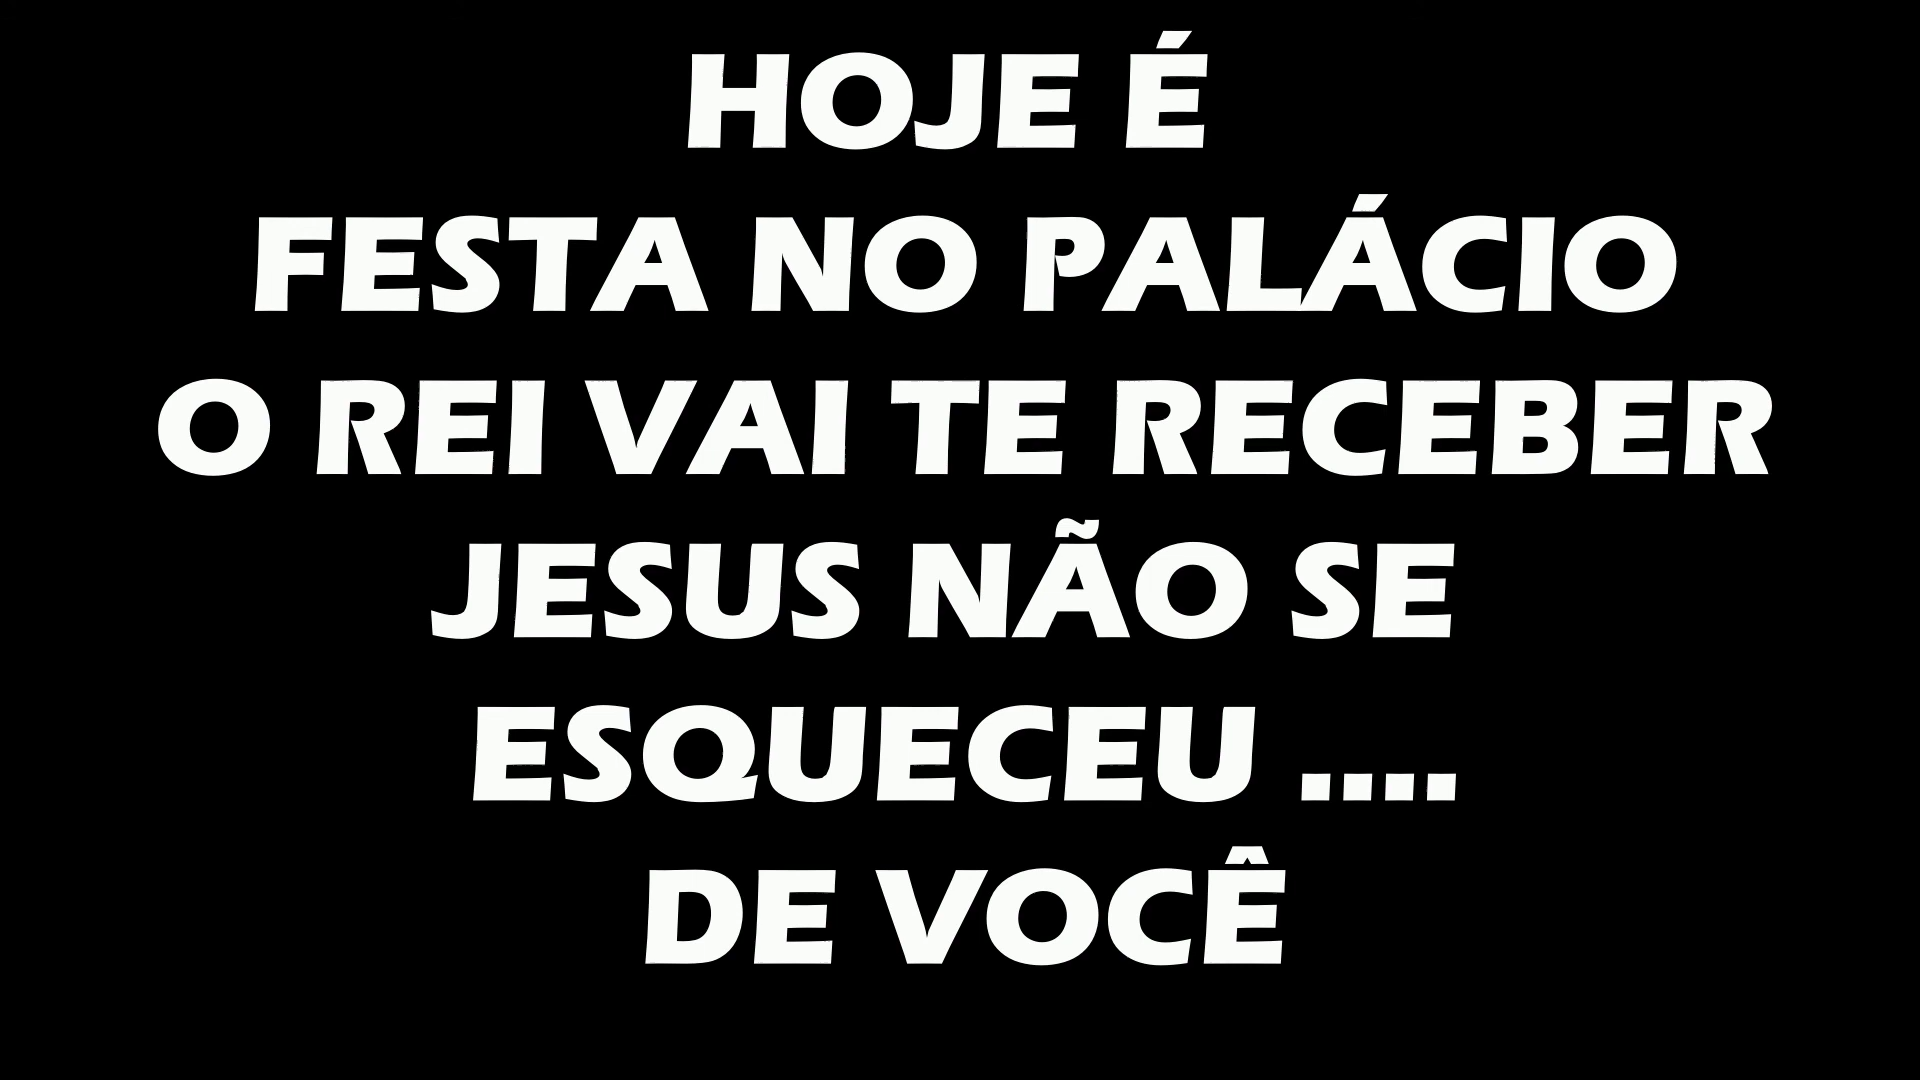 HOJE É
FESTA NO PALÁCIO
O REI VAI TE RECEBER
JESUS NÃO SE
ESQUECEU ....
DE VOCÊ